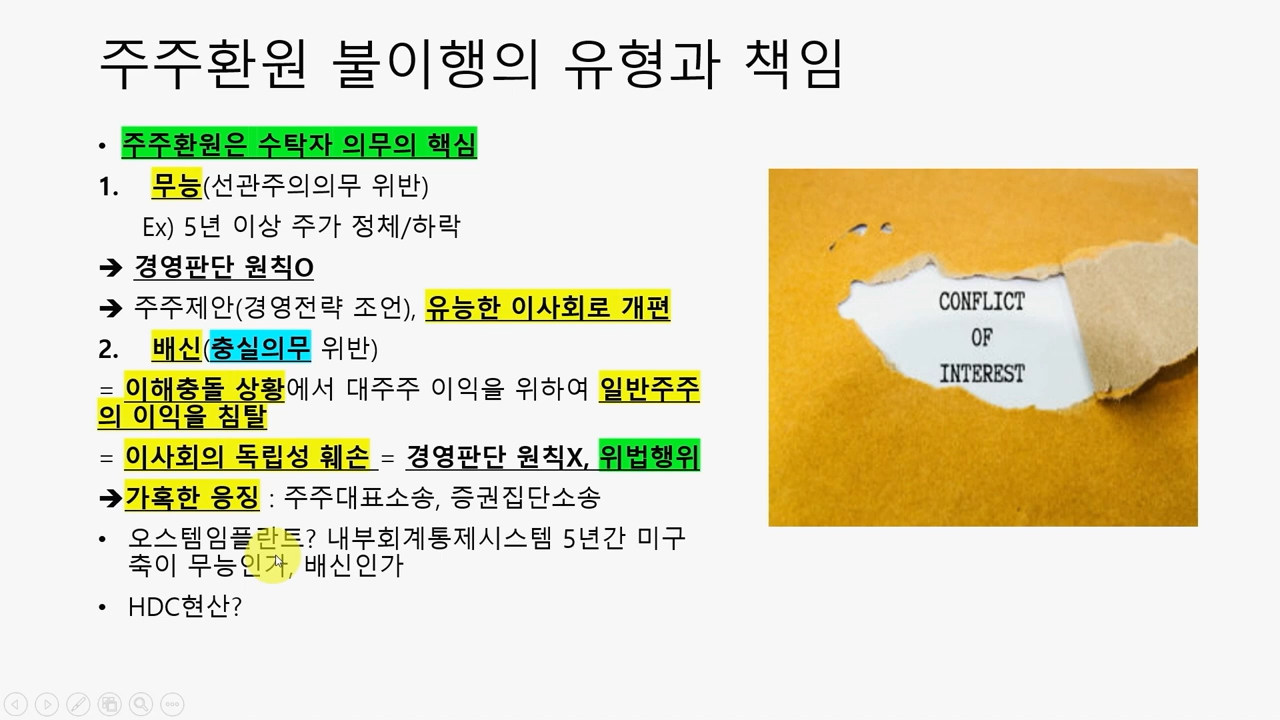 주주환원 불이행의 유형과 책임
• 주주환원은 수탁자 의무의 핵심
1. 무능(선관주의의무 위반)
Ex) 5년 이상 주가 정체/하락
➔ 경영판단 원칙O
➔ 주주제안(경영전략 조언), 유능한 이사회로 개편
2. 배신(충실의무 위반)
= 이해충돌 상황에서 대주주 이익을 위하여 일반주주
의 이익을 침탈
= 이사회의 독립성 훼손 = 경영판단 원칙X, 위법행위
➔가혹한 응징 : 주주대표소송, 증권집단소송
• 오스템임플란트? 내부회계통제시스템 5년간 미구
축이 무능인가, 배신인가
• HDC현산?
CONFLICT
OF
INTEREST